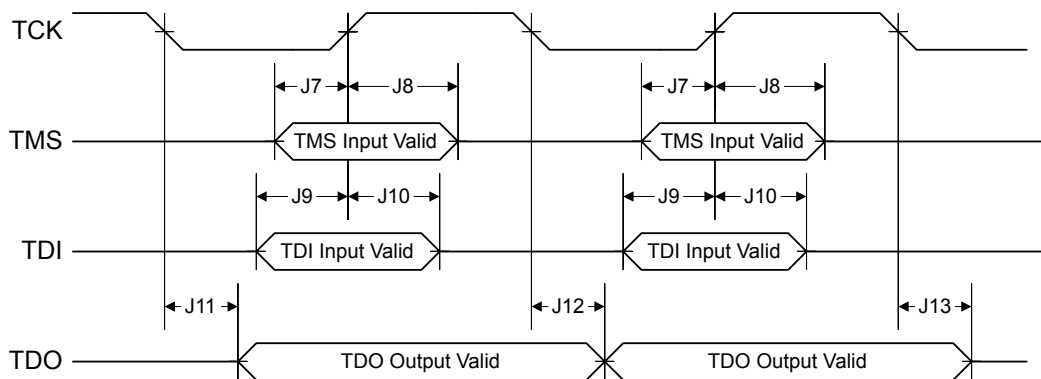 TCK
J7 J8 J7 J8
TMS TMS Input Valid TMS Input Valid
J9 J10 J9 J10
TDI TDI Input Valid TDI Input Valid
J11 J12 J13
TDO TDO Output Valid TDO Output Valid